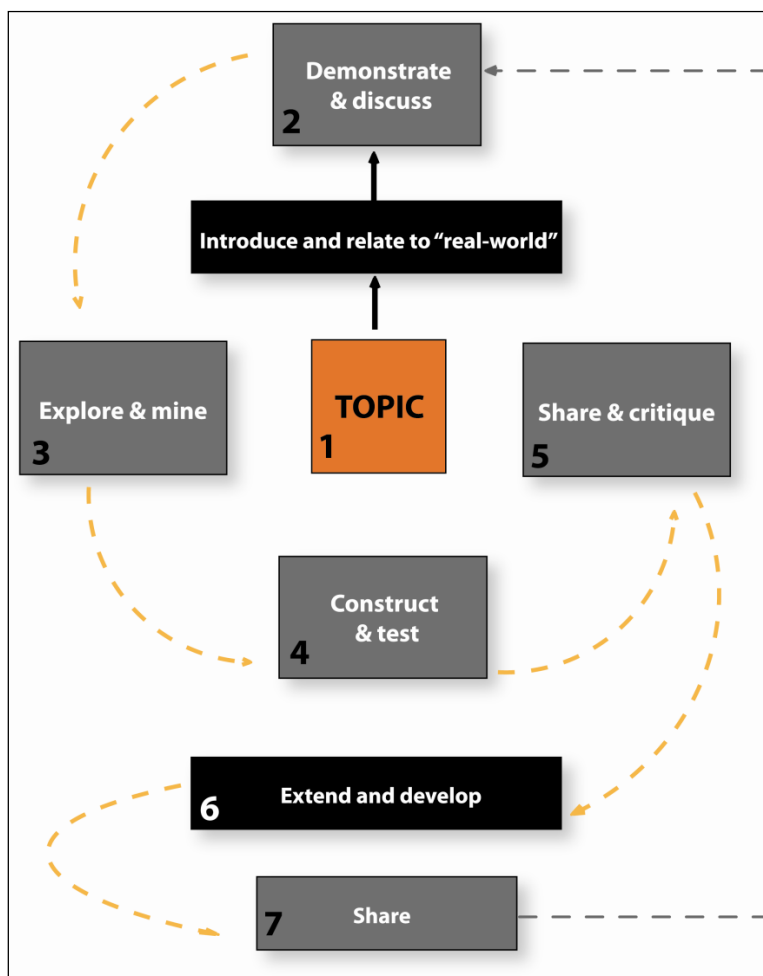 Demonstrate
& discuss
2
Introduce and relate to “real-world”
TOPIC
1
Explore & mine
3
Share & critique
5
Construct
& test
4
Extend and develop
6
Share
7